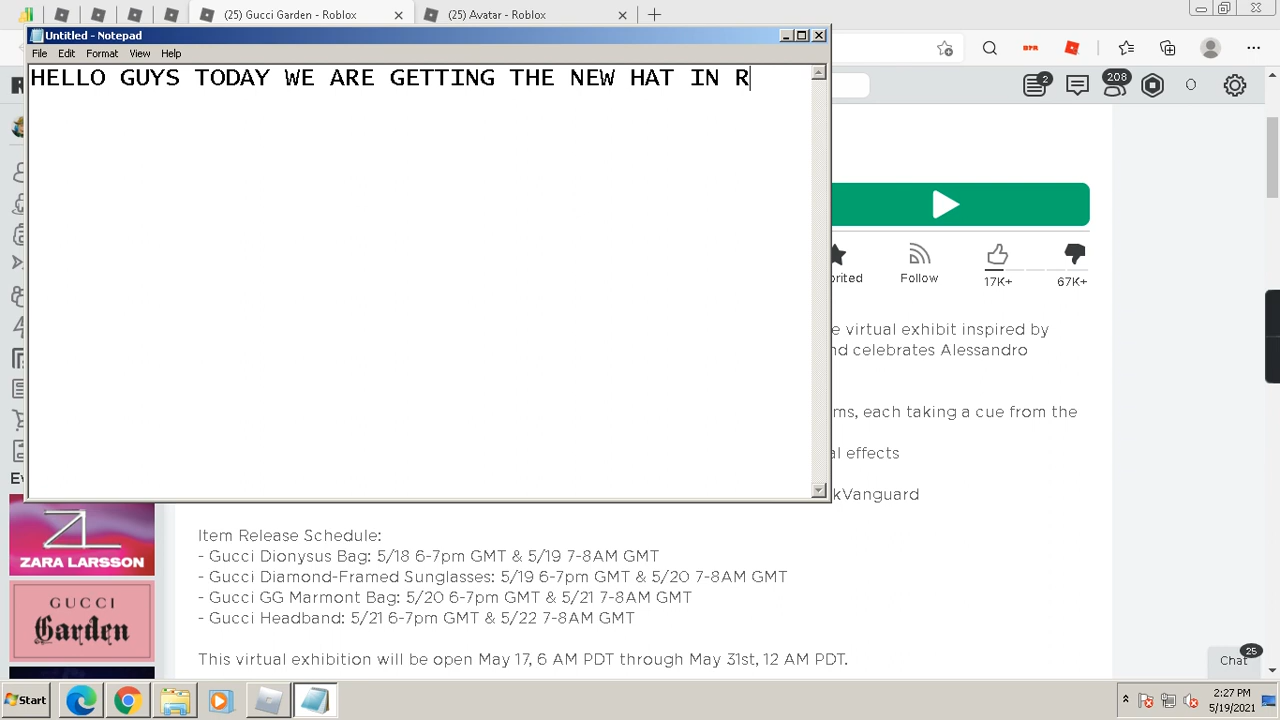 (25) Gucci Garden - Roblox
(25) Avatar - Roblox
Untitled - Notepad
File Edit Format View Help
HELLO GUYS TODAY WE ARE GETTING THE NEW HAT IN R
2
208
Follow
17K+
67K+
e virtual exhibit inspired by
nd celebrates Alessandro
ms, each taking a cue from the
al effects
kVanguard
Item Release Schedule:
- Gucci Dionysus Bag: 5/18 6-7pm GMT & 5/19 7-8AM GMT
- Gucci Diamond-Framed Sunglasses: 5/19 6-7pm GMT & 5/20 7-8AM GMT
- Gucci GG Marmont Bag: 5/20 6-7pm GMT & 5/21 7-8AM GMT
- Gucci Headband: 5/21 6-7pm GMT & 5/22 7-8AM GMT
This virtual exhibition will be open May 17, 6 AM PDT through May 31st, 12 AM PDT.
ZARA LARSSON
GUCCI
Garden
Chat
25
Start
2:27 PM
5/19/2021